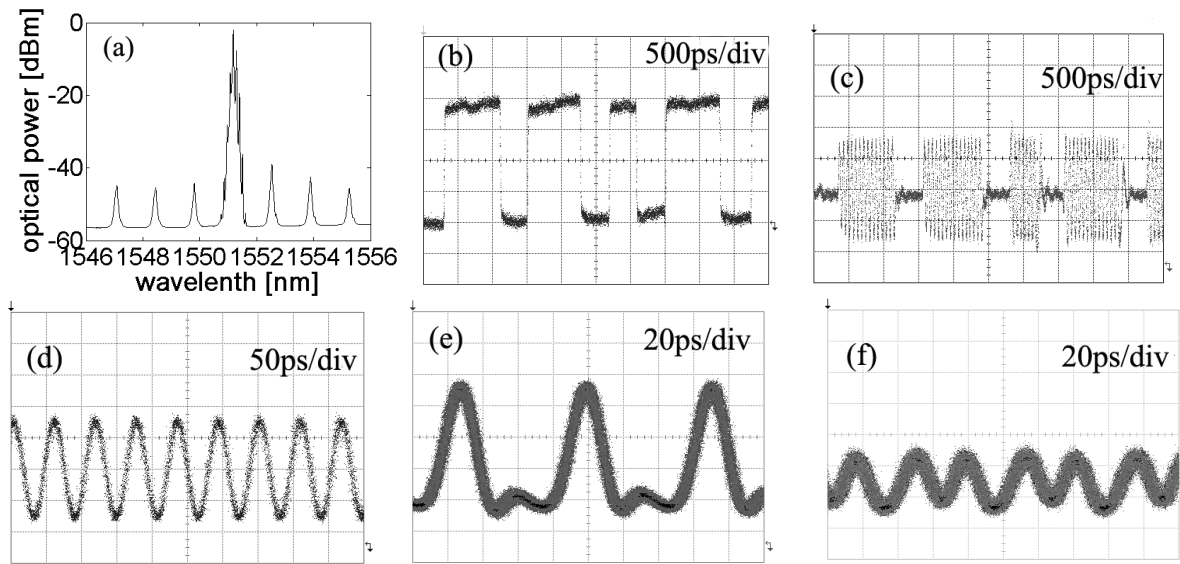 (a)
optical power [dBm]
0
-20
-40
-60
1546 1548 1550 1552 1554 1556
wavelenth [nm]
(b)
500ps/div
(c)
500ps/div
(d)
50ps/div
(e)
20ps/div
(f)
20ps/div